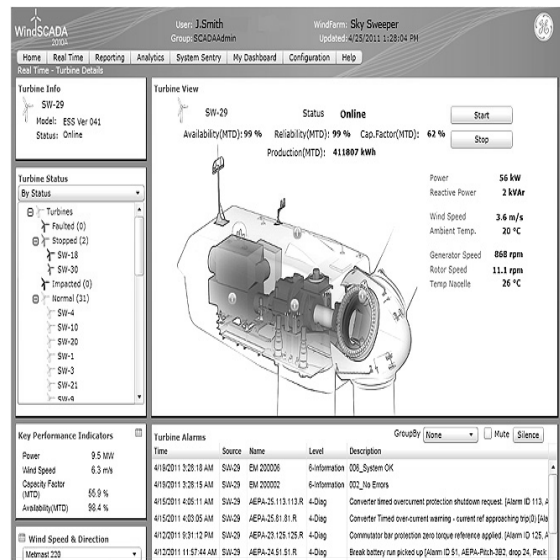 WindSCADA
2010A
User: J.Smith
Group: SCADAAdmin
WindFarm: Sky Sweeper
Updated: 4/25/2011 1:28:04 PM
Home Real Time Reporting Analytics System Sentry My Dashboard Configuration Help
Real Time - Turbine Details
Turbine Info
SW-29
Model: ESS Ver 041
Status: Online
Turbine Status
By Status
Turbines
Faulted (0)
Stopped (2)
SW-18
SW-30
Impacted (0)
Normal (31)
SW-4
SW-10
SW-20
SW-1
SW-3
SW-21
SW-9
Turbine View
SW-29 Status Online Start
Availability(MTD): 99 % Reliability(MTD): 99 % Cap.Factor(MTD): 62 % Stop
Production(MTD): 411807 kWh
Power 56 kW
Reactive Power 2 kVAr
Wind Speed 3.6 m/s
Ambient Temp. 20 °C
Generator Speed 868 rpm
Rotor Speed 11.1 rpm
Temp Nacelle 26 °C
Key Performance Indicators
Power 9.5 MW
Wind Speed 6.3 m/s
Capacity Factor
(MTD) 55.9 %
Availability(MTD) 98.4 %
Wind Speed & Direction
Metmast 220
Turbine Alarms GroupBy None Mute Silence
Time Source Name Level Description
4/19/2011 3:28:18 AM SW-29 EM 200006 6-Information 006_System OK
4/19/2011 3:28:15 AM SW-29 EM 200002 6-Information 002_No Errors
4/15/2011 4:05:11 AM SW-29 AEPA-25.113.113.R 4-Diag Converter timed overcurrent protection shutdown request. [Alarm ID 113, A
4/15/2011 4:03:05 AM SW-29 AEPA-25.81.81.R 4-Diag Converter Timed over-current warning - current ref approaching trip(0) [Ala
4/12/2011 9:31:12 PM SW-29 AEPA-23.125.125.R 4-Diag Commutator bar protection zero torque reference applied. [Alarm ID 125, A
4/12/2011 11:57:44 AM SW-29 AEPA-24.51.51.R 4-Diag Break battery run picked up [Alarm ID 51, AEPA-Peth-3B2, drop 24, Pack